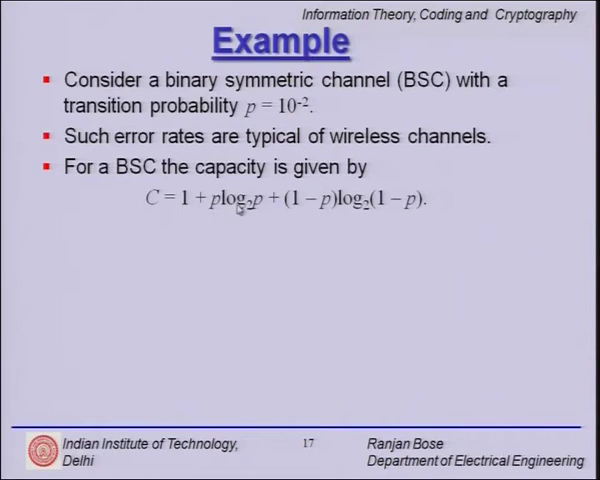 Information Theory, Coding and Cryptography
Example
Consider a binary symmetric channel (BSC) with a
transition probability p = 10⁻².
Such error rates are typical of wireless channels.
For a BSC the capacity is given by
C = 1 + plog₂p + (1 – p)log₂(1 – p).
Indian Institute of Technology,
Delhi
17
Ranjan Bose
Department of Electrical Engineering